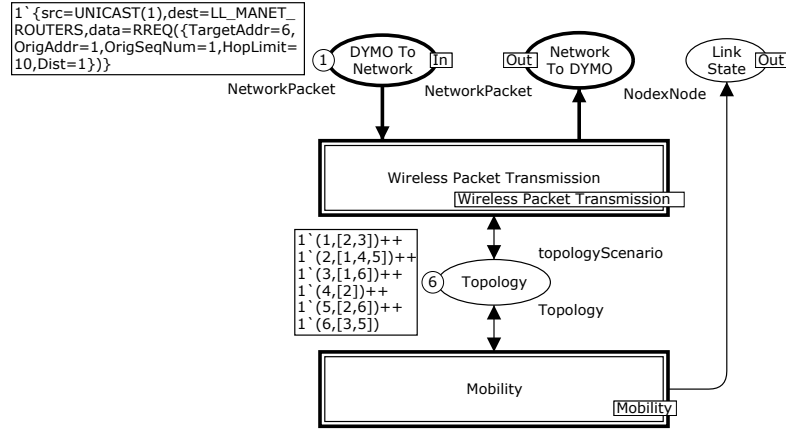 1`{src=UNICAST(1),dest=LL_MANET_
ROUTERS,data=RREQ({TargetAddr=6,
OrigAddr=1,OrigSeqNum=1,HopLimit=
10,Dist=1})}
1
DYMO To
Network
In
NetworkPacket
Out
Network
To DYMO
NetworkPacket
Link
State
Out
NodexNode
Wireless Packet Transmission
Wireless Packet Transmission
1`(1,[2,3])++
1`(2,[1,4,5])++
1`(3,[1,6])++
1`(4,[2])++
1`(5,[2,6])++
1`(6,[3,5])
6
Topology
topologyScenario
Topology
Mobility
Mobility